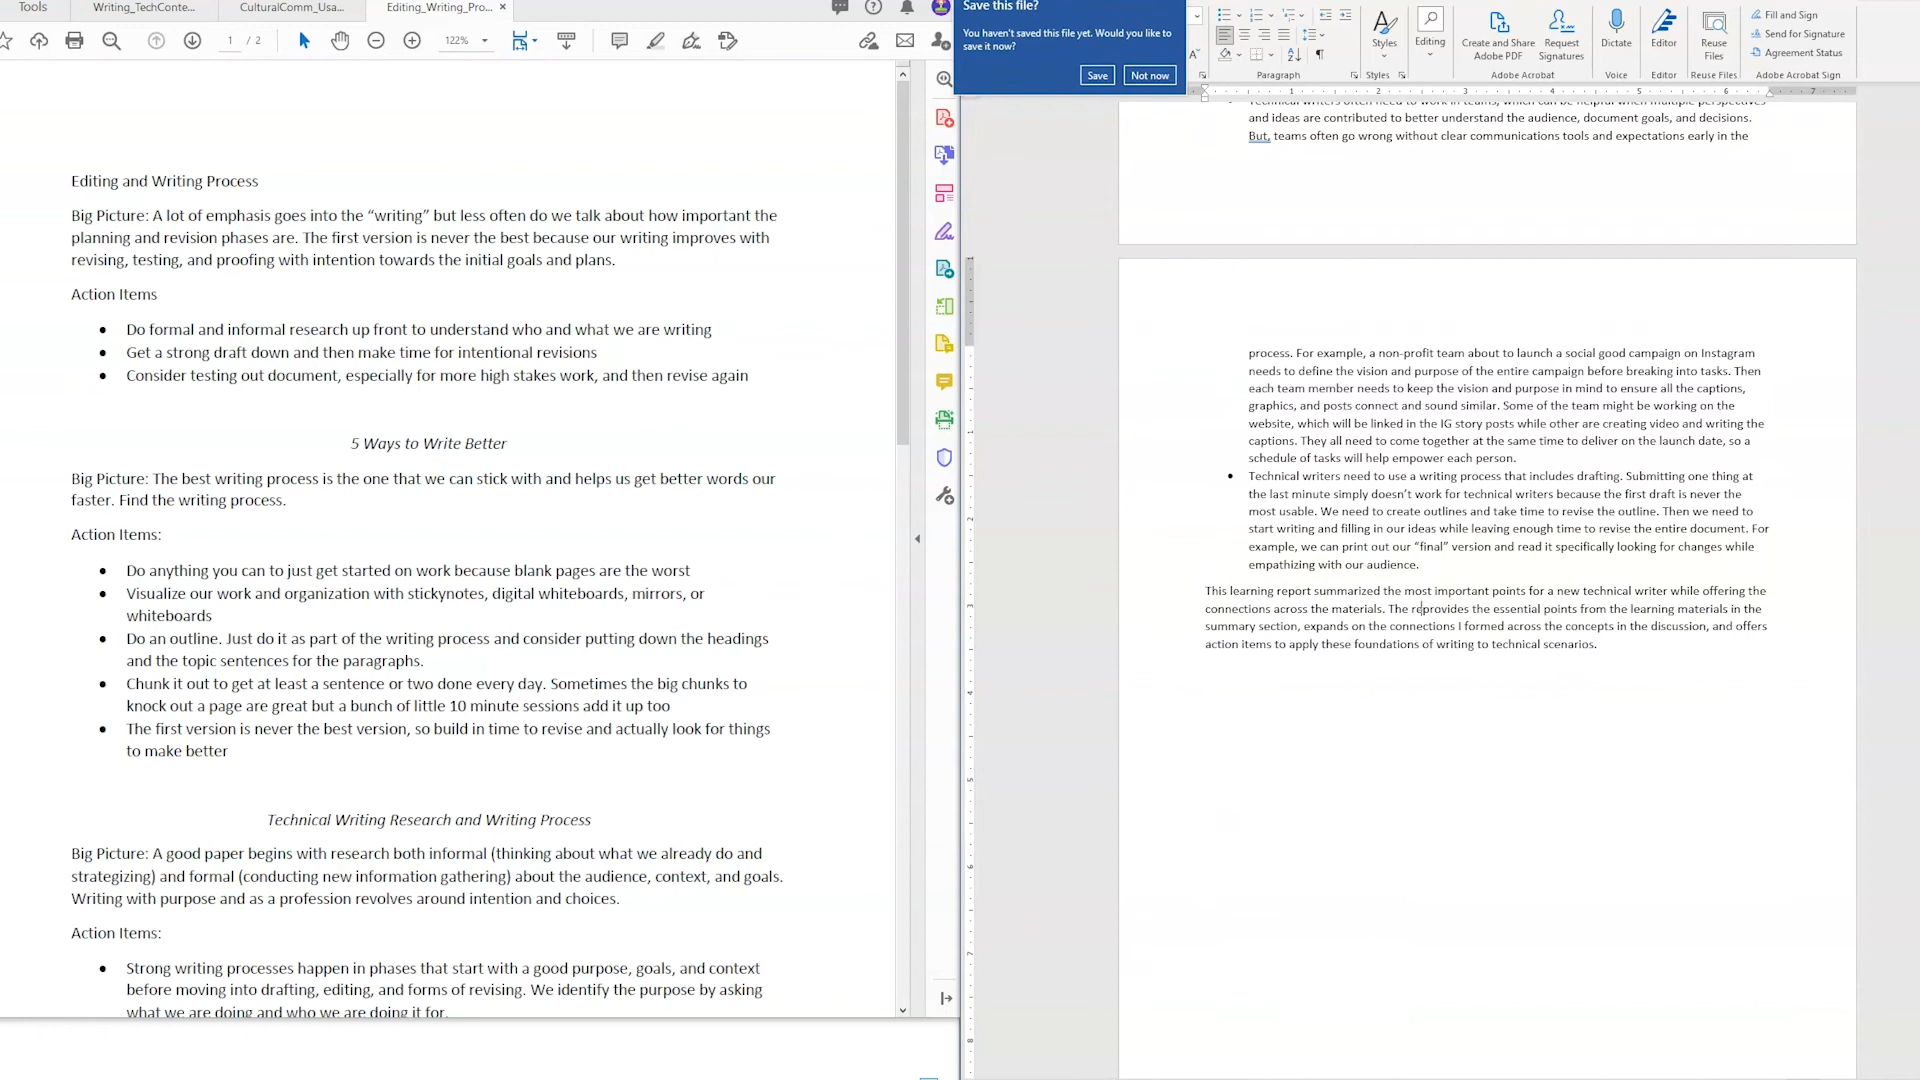 Tools
Writing_TechConte...
CulturalComm_Usa...
Editing_Writing_Pro...
1 / 2
122%
Editing and Writing Process
Big Picture: A lot of emphasis goes into the “writing” but less often do we talk about how important the
planning and revision phases are. The first version is never the best because our writing improves with
revising, testing, and proofing with intention towards the initial goals and plans.
Action Items
• Do formal and informal research up front to understand who and what we are writing
• Get a strong draft down and then make time for intentional revisions
• Consider testing out document, especially for more high stakes work, and then revise again
5 Ways to Write Better
Big Picture: The best writing process is the one that we can stick with and helps us get better words our
faster. Find the writing process.
Action Items:
• Do anything you can to just get started on work because blank pages are the worst
• Visualize our work and organization with stickynotes, digital whiteboards, mirrors, or
whiteboards
• Do an outline. Just do it as part of the writing process and consider putting down the headings
and the topic sentences for the paragraphs.
• Chunk it out to get at least a sentence or two done every day. Sometimes the big chunks to
knock out a page are great but a bunch of little 10 minute sessions add it up too
• The first version is never the best version, so build in time to revise and actually look for things
to make better
Technical Writing Research and Writing Process
Big Picture: A good paper begins with research both informal (thinking about what we already do and
strategizing) and formal (conducting new information gathering) about the audience, context, and goals.
Writing with purpose and as a profession revolves around intention and choices.
Action Items:
• Strong writing processes happen in phases that start with a good purpose, goals, and context
before moving into drafting, editing, and forms of revising. We identify the purpose by asking
what we are doing and who we are doing it for.
Save this file?
You haven't saved this file yet. Would you like to
save it now?
Save
Not now
Styles
Editing
Create and Share
Adobe PDF
Request
Signatures
Dictate
Editor
Reuse
Files
Fill and Sign
Send for Signature
Agreement Status
Paragraph
Styles
Adobe Acrobat
Voice
Editor
Reuse Files
Adobe Acrobat Sign
1 2 3 4 5 6 7
Technical writers often need to work in teams, which can be helpful when multiple perspectives
and ideas are contributed to better understand the audience, document goals, and decisions.
But, teams often go wrong without clear communications tools and expectations early in the
process. For example, a non-profit team about to launch a social good campaign on Instagram
needs to define the vision and purpose of the entire campaign before breaking into tasks. Then
each team member needs to keep the vision and purpose in mind to ensure all the captions,
graphics, and posts connect and sound similar. Some of the team might be working on the
website, which will be linked in the IG story posts while other are creating video and writing the
captions. They all need to come together at the same time to deliver on the launch date, so a
schedule of tasks will help empower each person.
• Technical writers need to use a writing process that includes drafting. Submitting one thing at
the last minute simply doesn’t work for technical writers because the first draft is never the
most usable. We need to create outlines and take time to revise the outline. Then we need to
start writing and filling in our ideas while leaving enough time to revise the entire document. For
example, we can print out our “final” version and read it specifically looking for changes while
empathizing with our audience.
This learning report summarized the most important points for a new technical writer while offering the
connections across the materials. The reprovides the essential points from the learning materials in the
summary section, expands on the connections I formed across the concepts in the discussion, and offers
action items to apply these foundations of writing to technical scenarios.